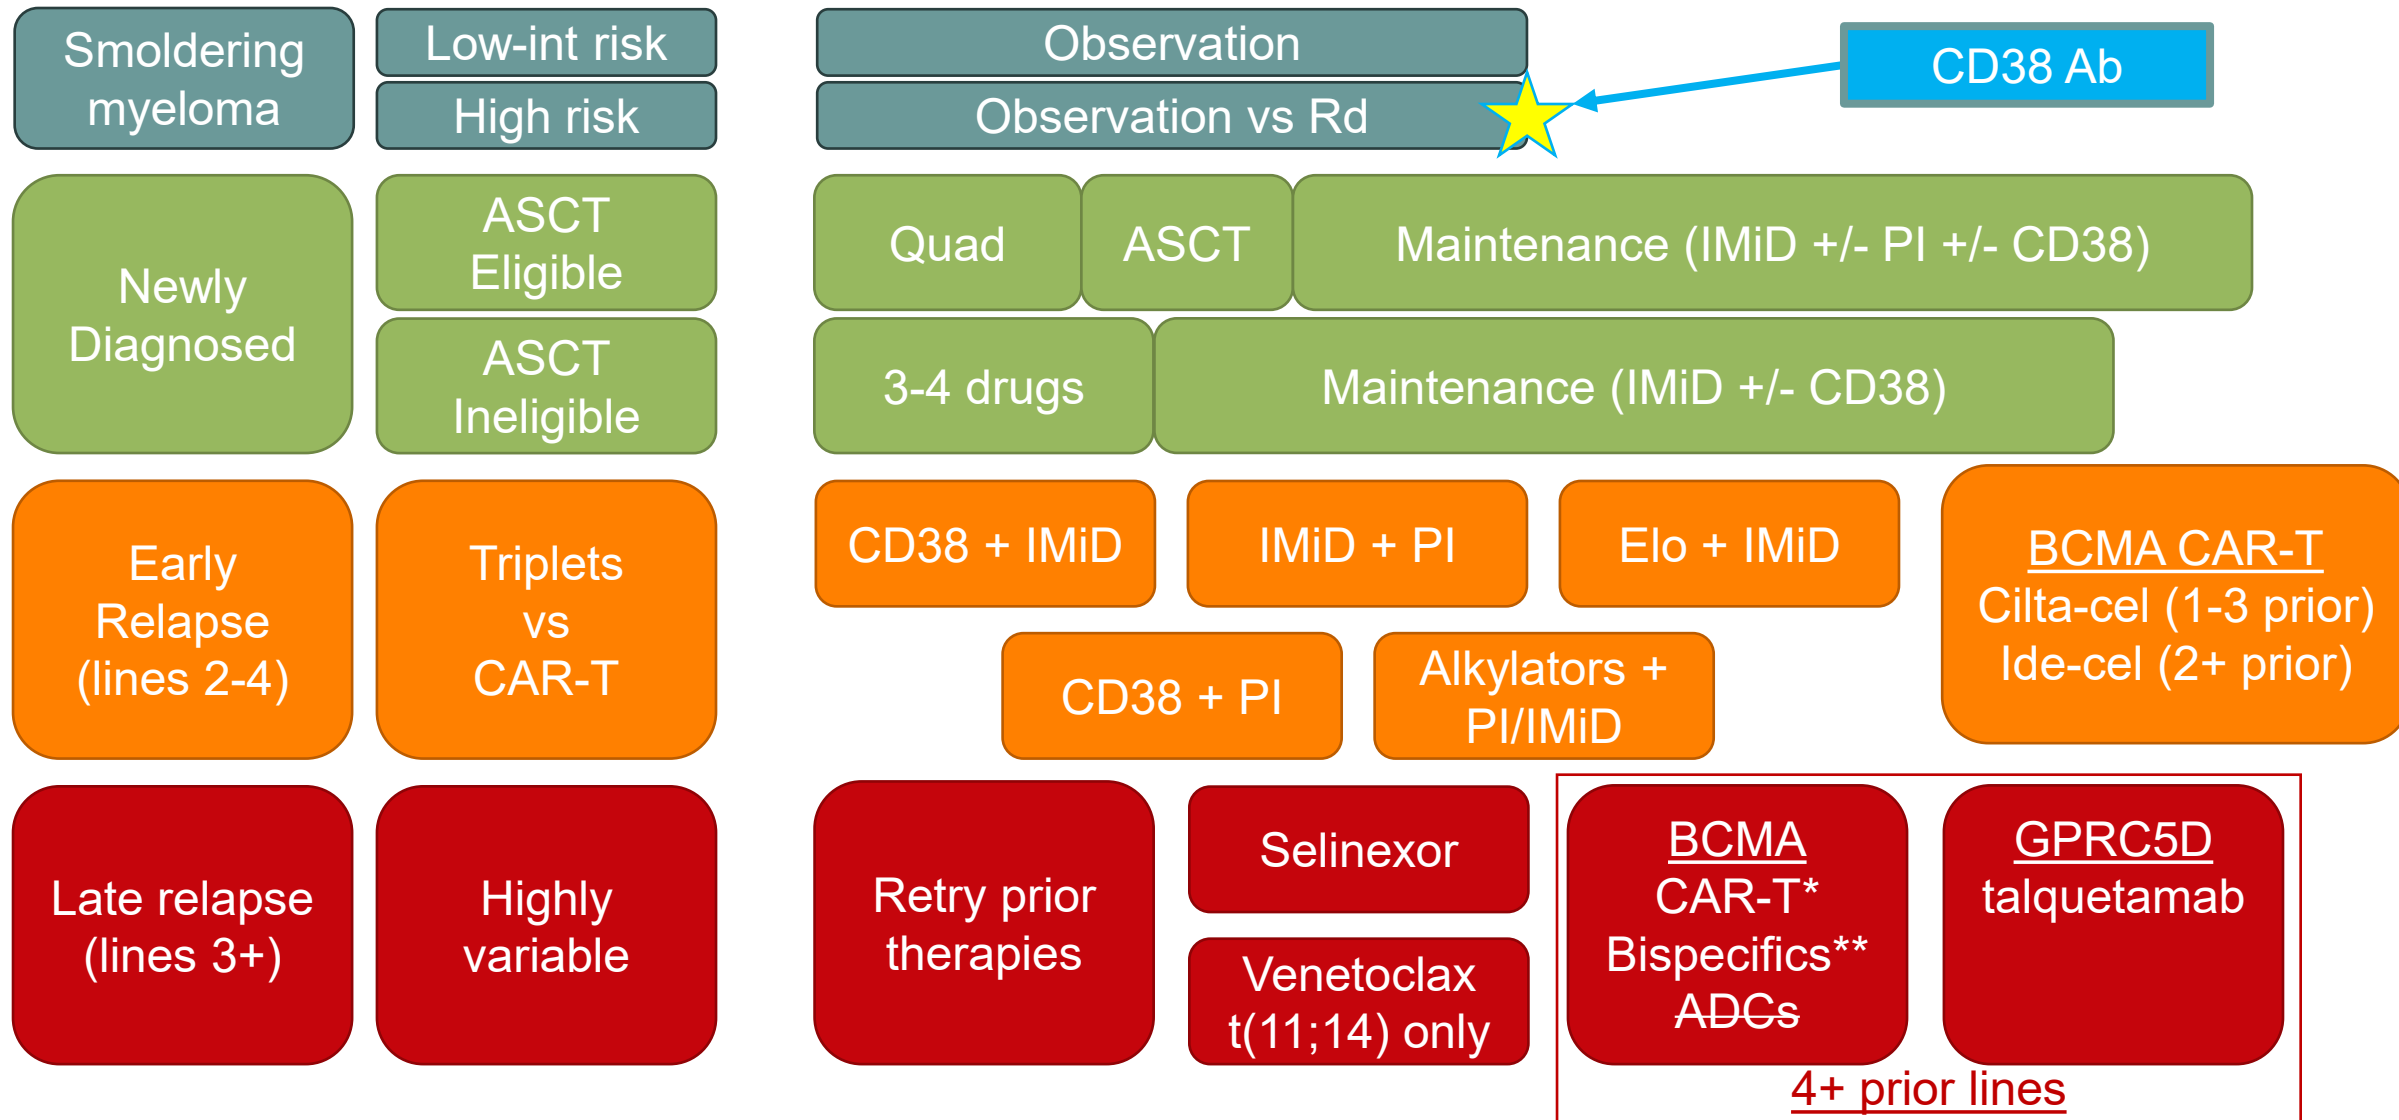 Smoldering
myeloma
Low-int risk
High risk
Observation
Observation vs Rd
CD38 Ab
Newly
Diagnosed
ASCT
Eligible
Quad
ASCT
Maintenance (IMiD +/- PI +/- CD38)
ASCT
Ineligible
3-4 drugs
Maintenance (IMiD +/- CD38)
Early
Relapse
(lines 2-4)
Triplets
vs
CAR-T
CD38 + IMiD
IMiD + PI
Elo + IMiD
CD38 + PI
Alkylators +
PI/IMiD
BCMA CAR-T
Cilta-cel (1-3 prior)
Ide-cel (2+ prior)
Late relapse
(lines 3+)
Highly
variable
Retry prior
therapies
Selinexor
Venetoclax
t(11;14) only
BCMA
CAR-T*
Bispecifics**
ADCs
GPRC5D
talquetamab
4+ prior lines